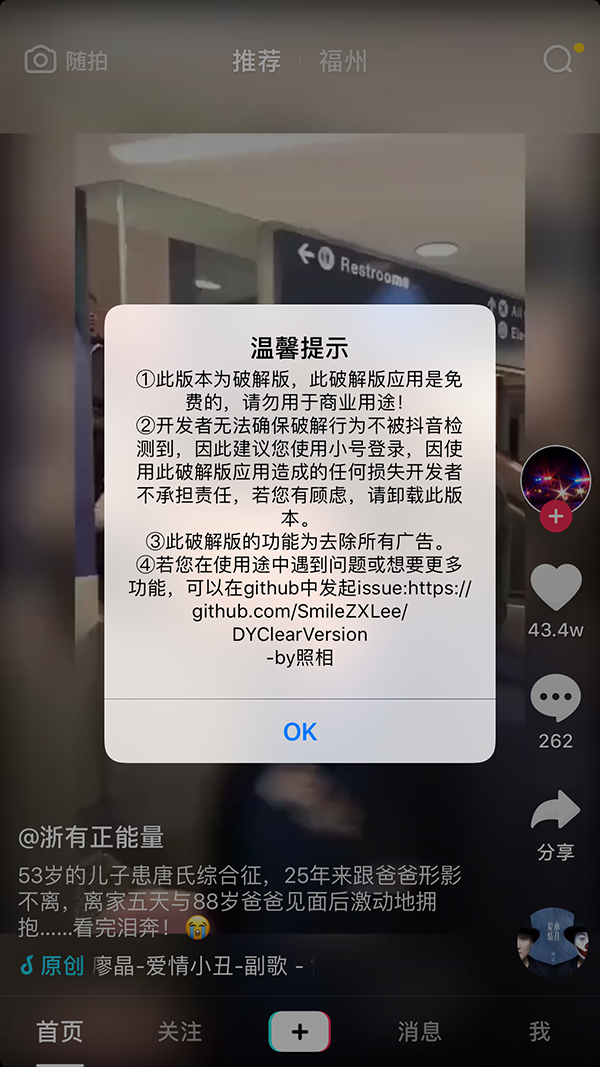 随拍
推荐
福州
Restrooms
All
Ele
温馨提示
①此版本为破解版，此破解版应用是免
费的，请勿用于商业用途！
②开发者无法确保破解行为不被抖音检
测到，因此建议您使用小号登录，因使
用此破解版应用造成的任何损失开发者
不承担责任，若您有顾虑，请卸载此版
本。
③此破解版的功能为去除所有广告。
④若您在使用途中遇到问题或想要更多
功能，可以在github中发起issue:https://
github.com/SmileZXLee/
DYClearVersion
-by照相
OK
43.4w
262
分享
@浙有正能量
53岁的儿子患唐氏综合征，25年来跟爸爸形影
不离，离家五天与88岁爸爸见面后激动地拥
抱......看完泪奔！😭
原创 廖晶-爱情小丑-副歌 -
首页
关注
消息
我